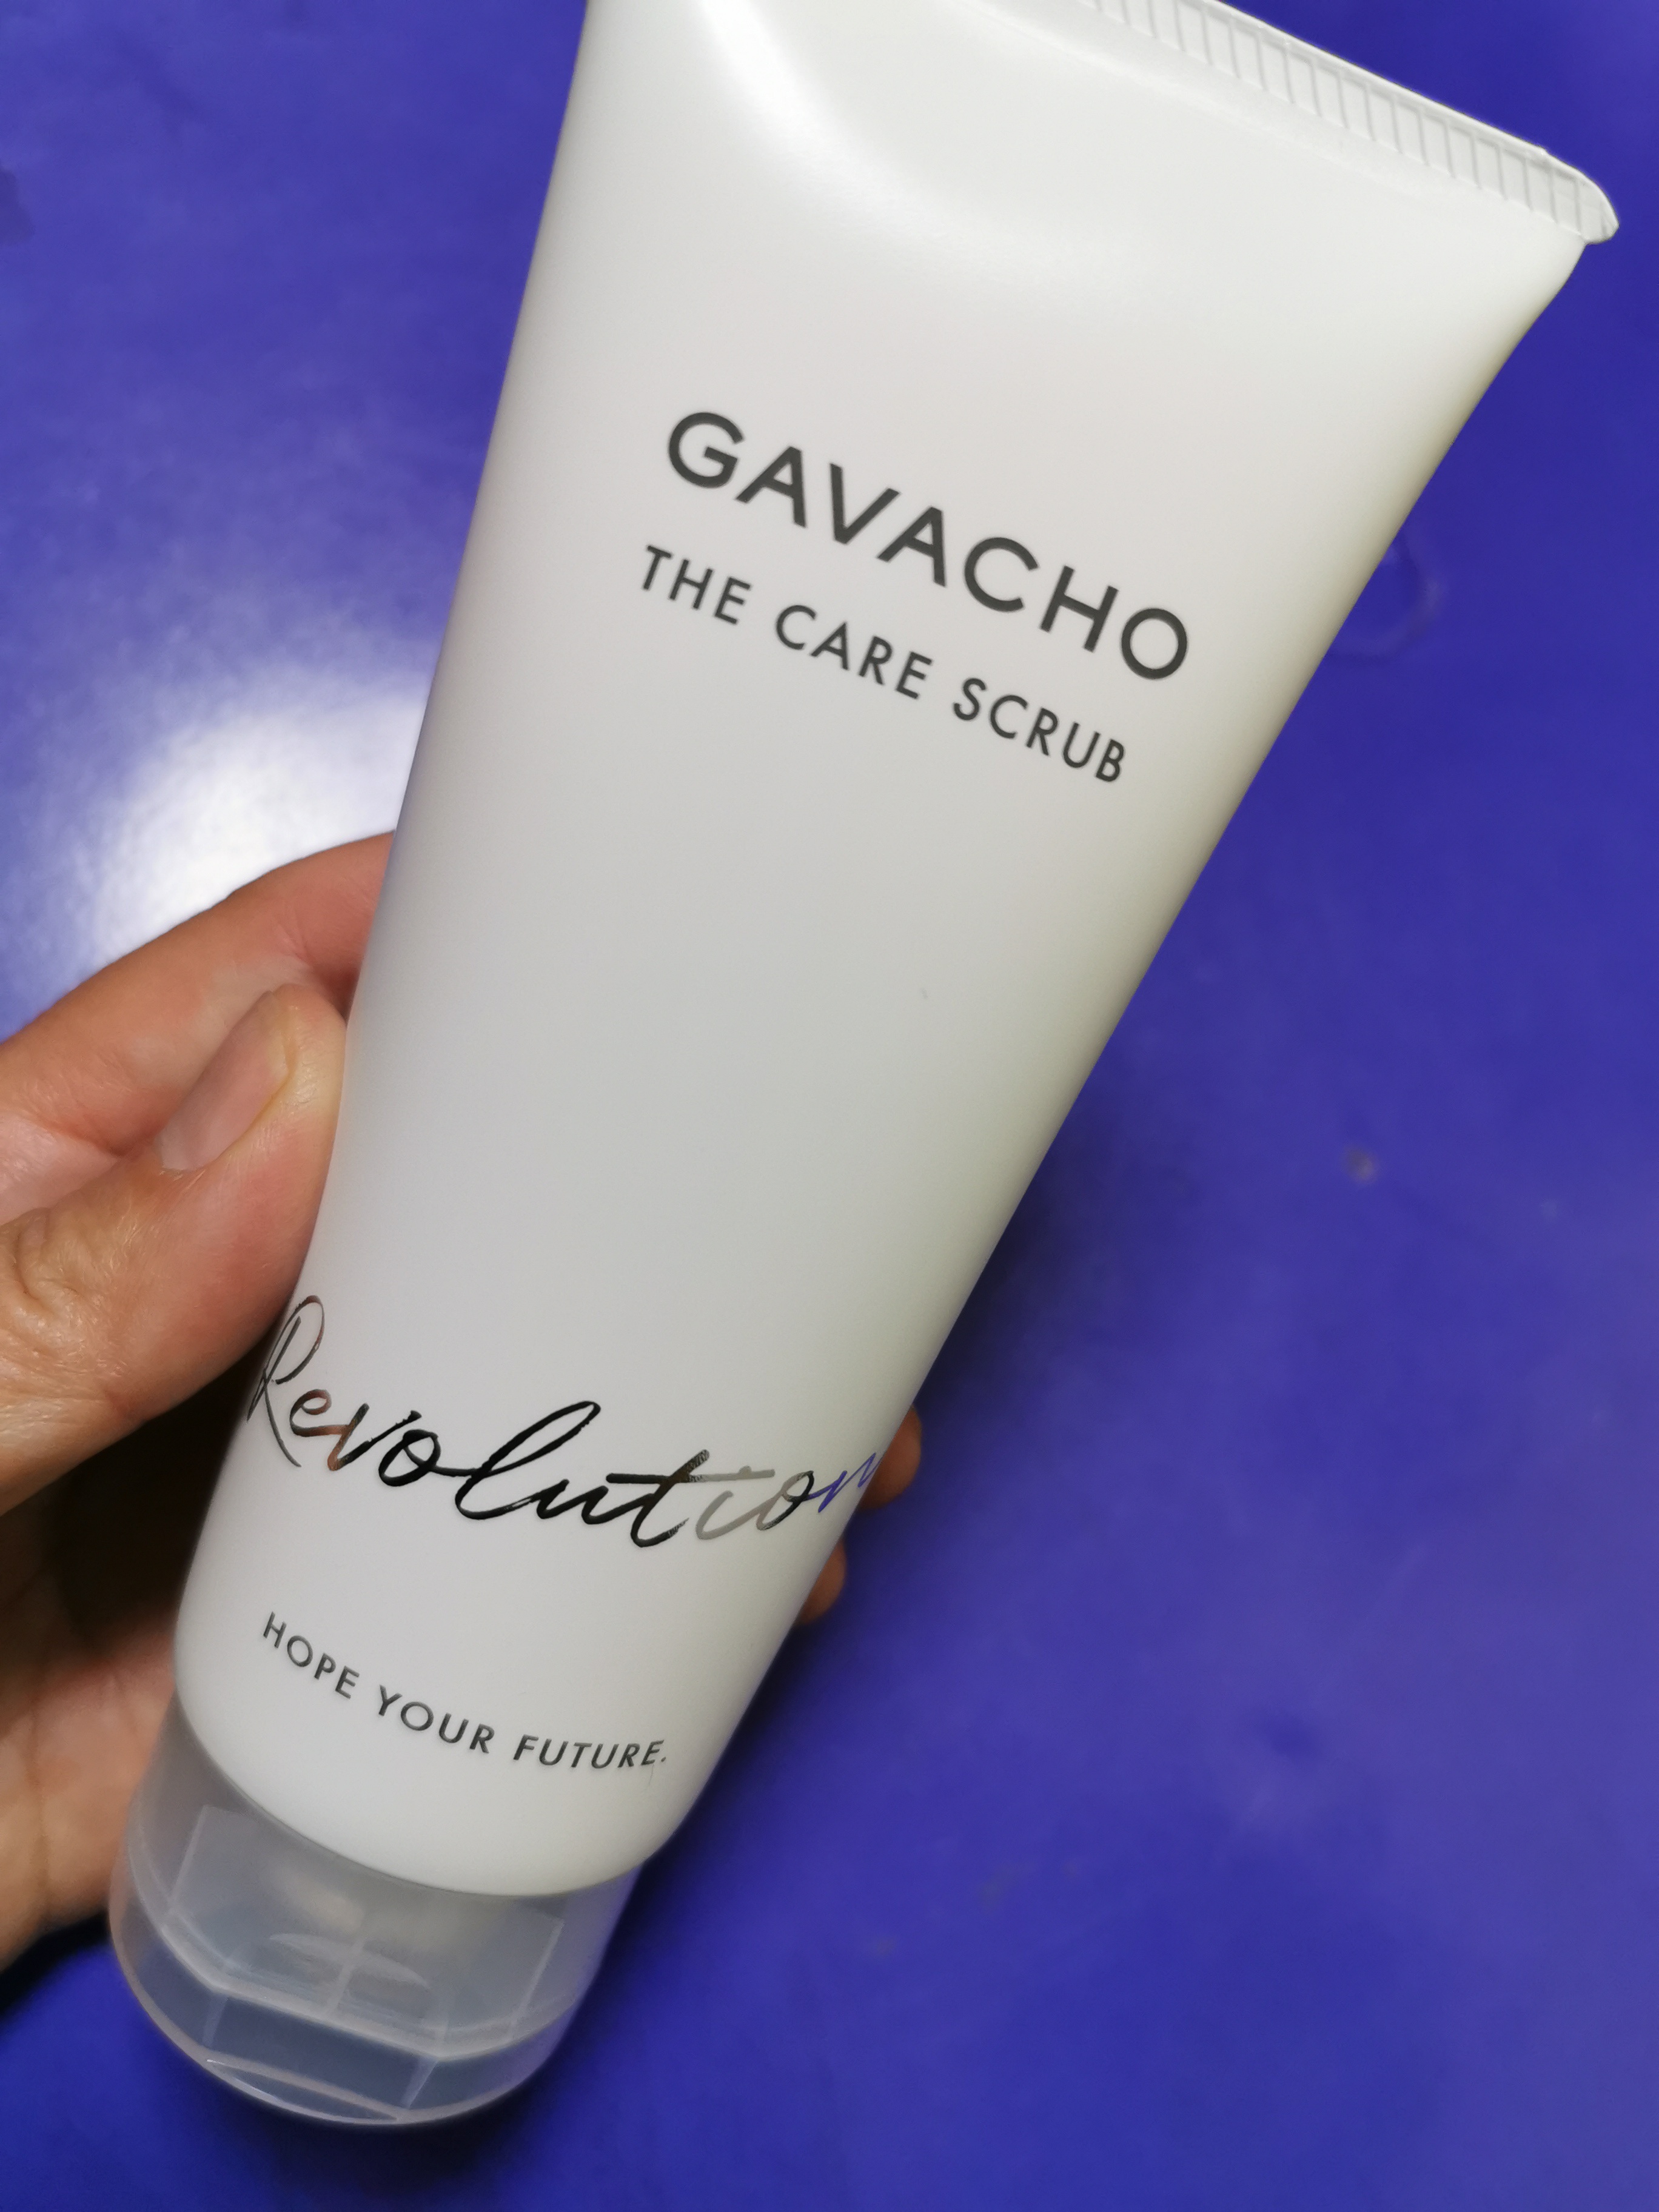 GAVACHO
THE CARE SCRUB
Revolution
HOPE YOUR FUTURE.